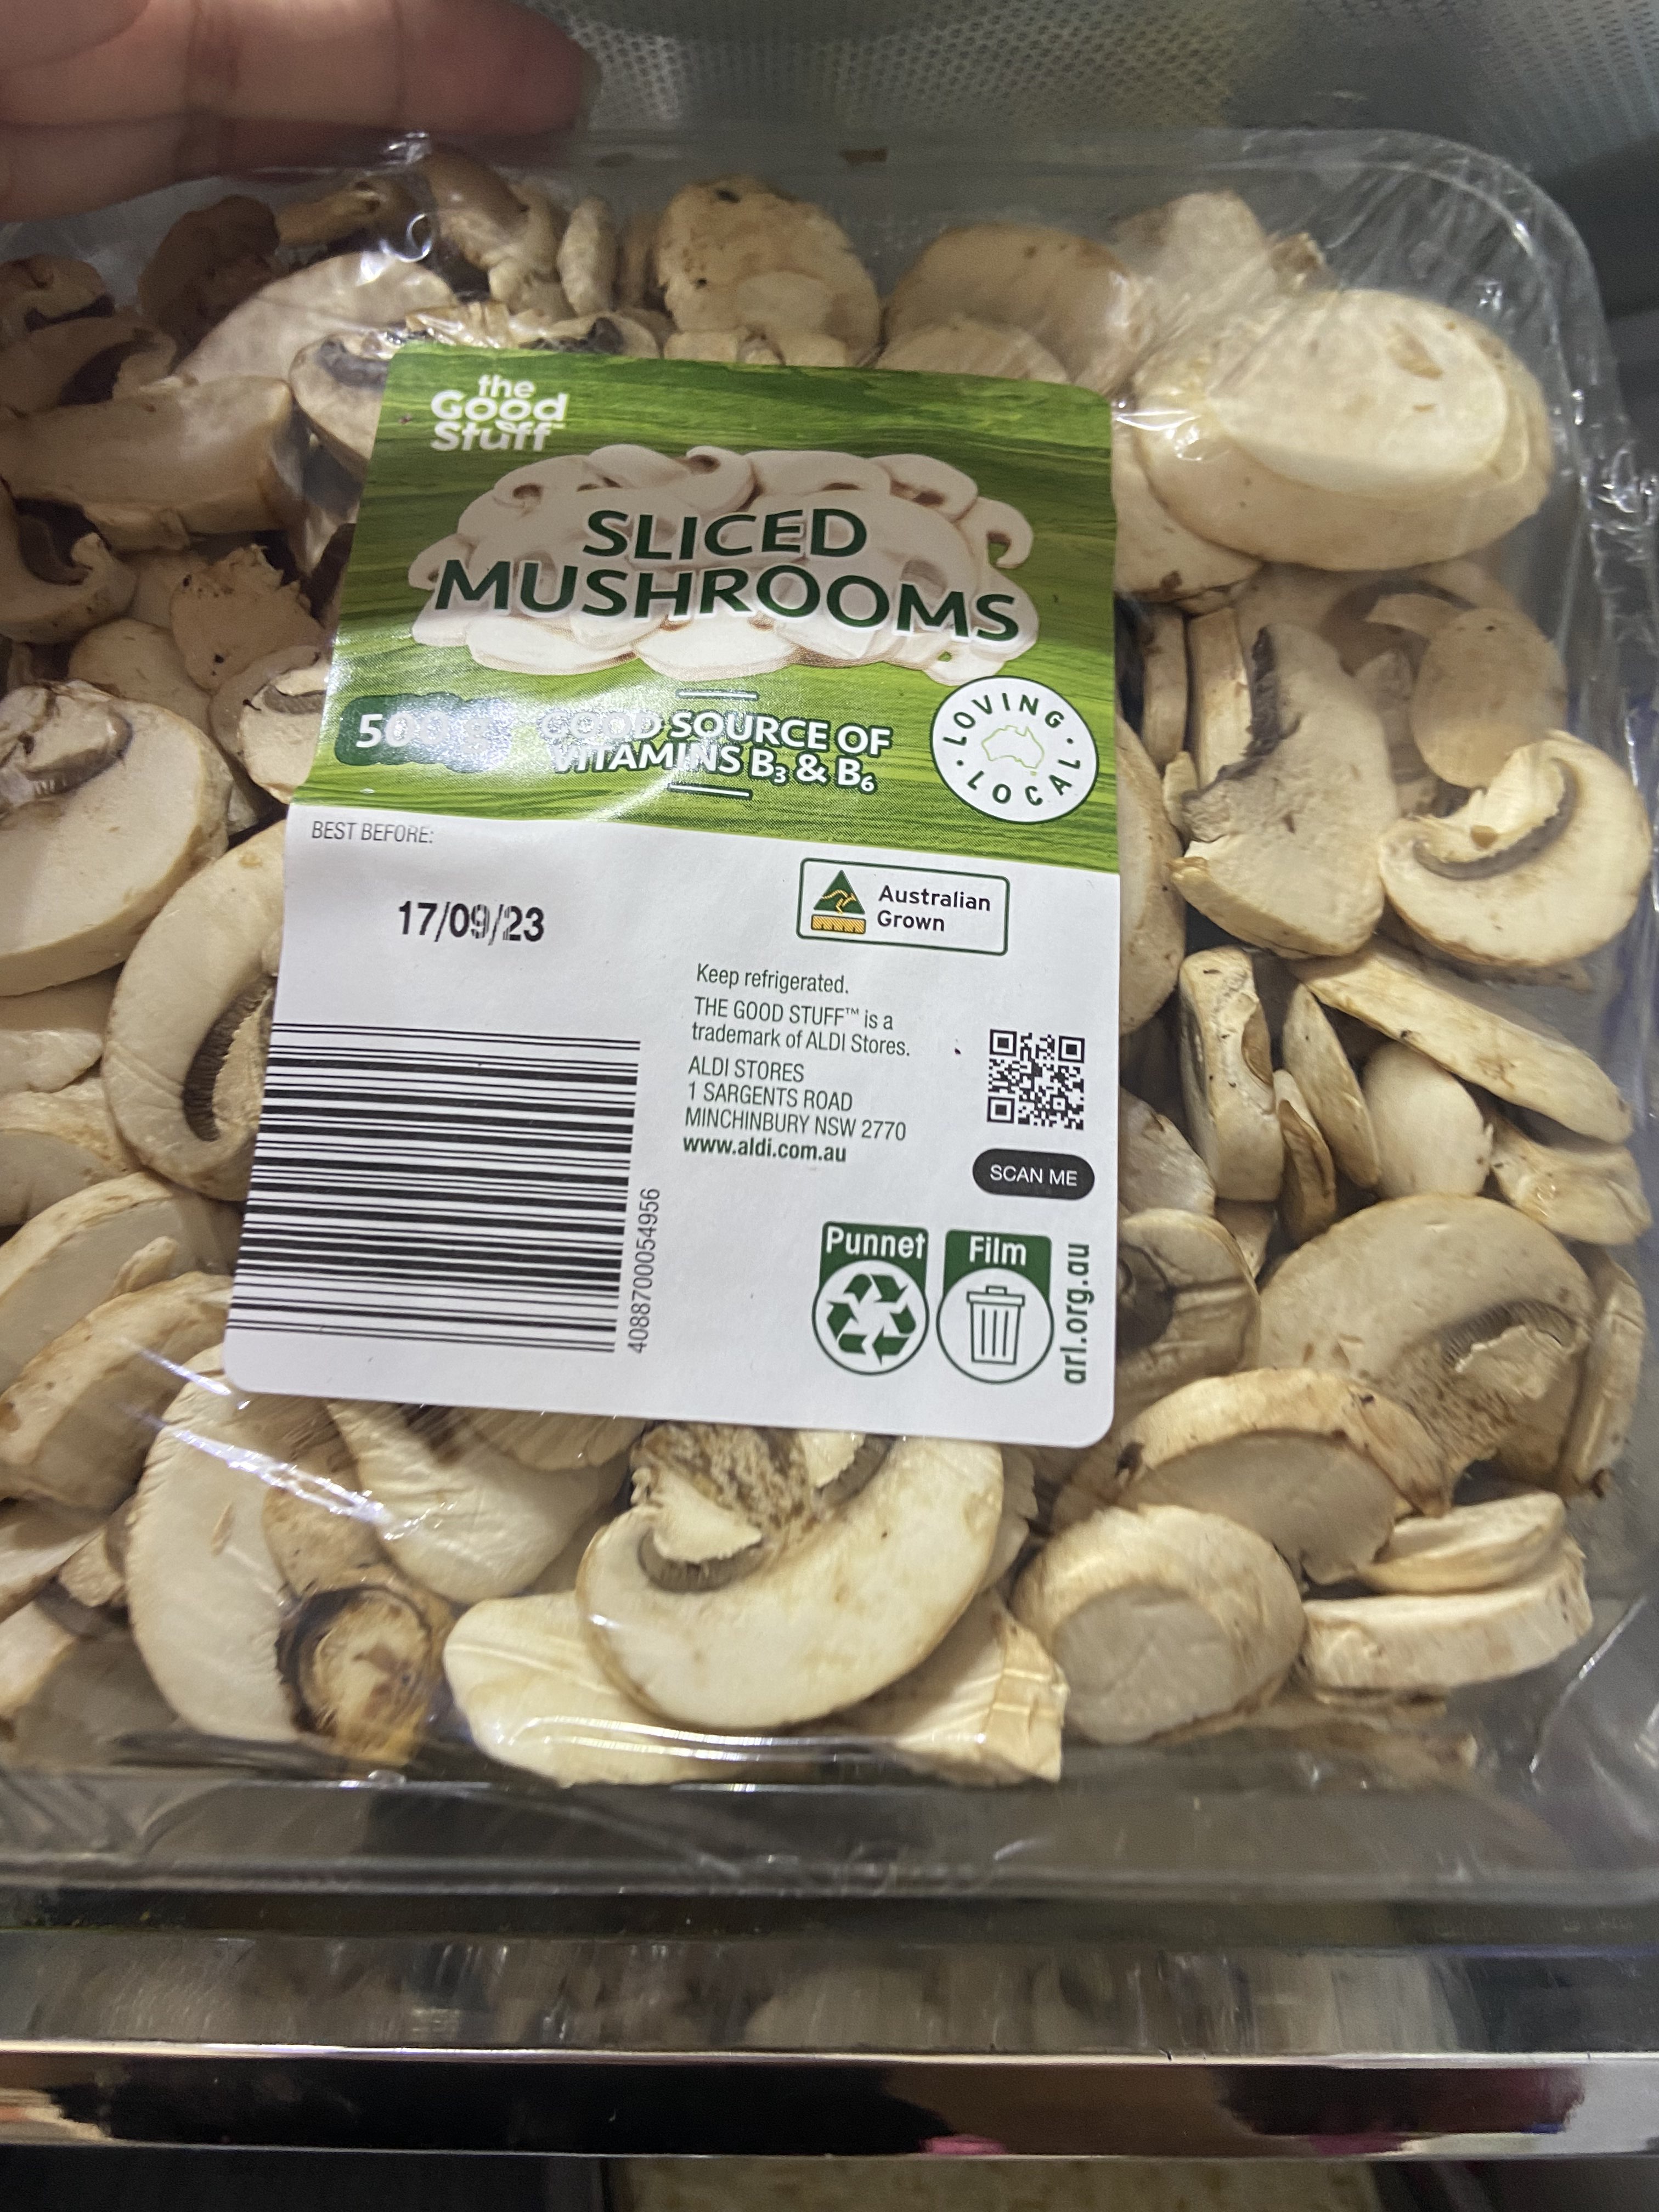 the
Good
Stuff™
SLICED
MUSHROOMS
500 g
GOOD SOURCE OF
VITAMINS B₃ & B₆
LOVING LOCAL
BEST BEFORE:
17/09/23
Australian
Grown
Keep refrigerated.
THE GOOD STUFF™ is a
trademark of ALDI Stores.
ALDI STORES
1 SARGENTS ROAD
MINCHINBURY NSW 2770
www.aldi.com.au
SCAN ME
4088700054956
Punnet
Film
arl.org.au